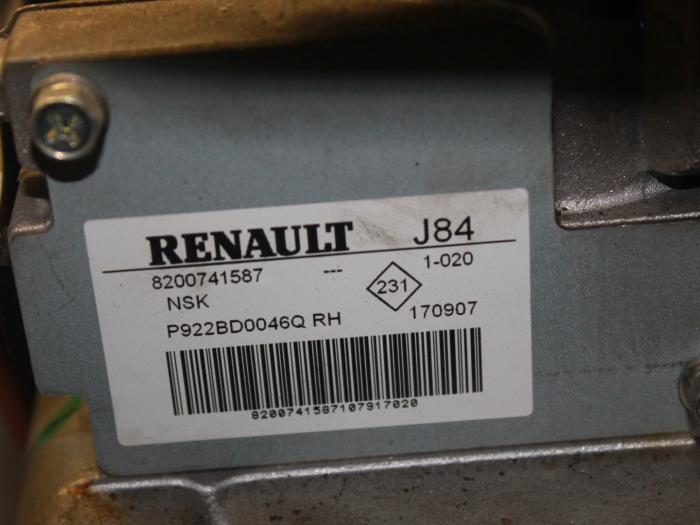 RENAULT J84
8200741587 --- 1-020
NSK 231
P922BD0046Q RH 170907
8200741587107917020